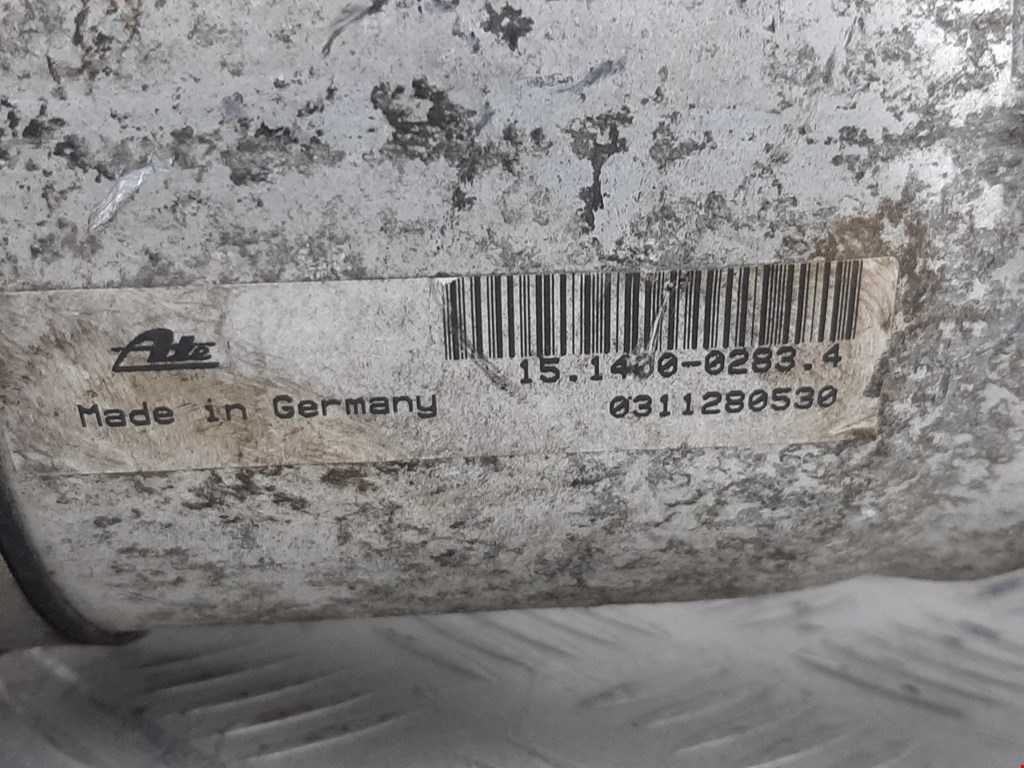 Ate
Made in Germany
15.1400-0283.4
0311280530